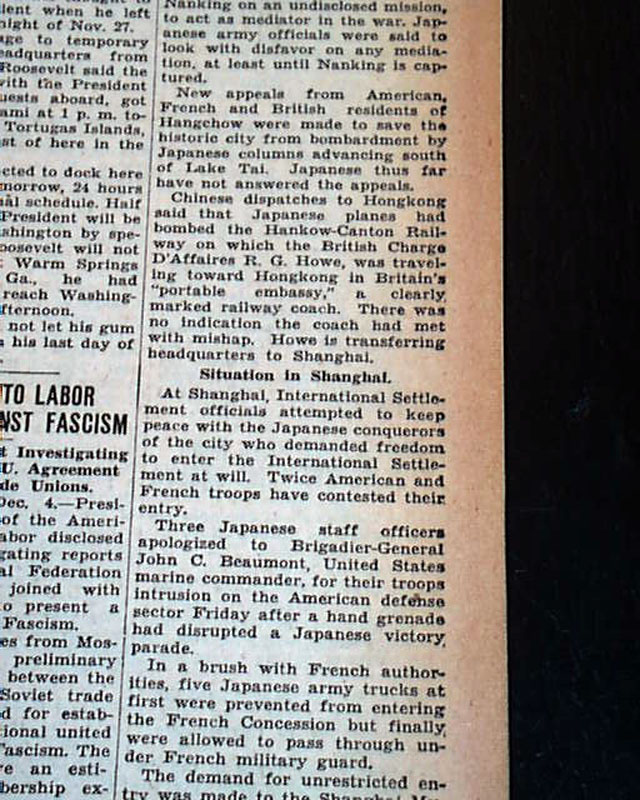 ient when he left
night of Nov. 27.
age to temporary
eadquarters from
Roosevelt said the
with the President
uests aboard, got
ami at 1 p. m. to-
Tortugas Islands,
st of here in the
cted to dock here
morrow, 24 hours
al schedule. Half
President will be
shington by spe-
oosevelt will not
Warm Springs
Ga., he had
reach Washing-
fternoon.
not let his gum
s his last day of
TO LABOR
NST FASCISM
t Investigating
U. Agreement
de Unions.
Dec. 4.—Presi-
of the Ameri-
abor disclosed
gating reports
al Federation
joined with
o present a
Fascism.
es from Mos-
preliminary
between the
Soviet trade
d for estab-
ional united
Fascism. The
re an esti-
bership ex-
Nanking on an undisclosed mission,
to act as mediator in the war. Jap-
anese army officials were said to
look with disfavor on any media-
tion, at least until Nanking is cap-
tured.
New appeals from American,
French and British residents of
Hangchow were made to save the
historic city from bombardment by
Japanese columns advancing south
of Lake Tai. Japanese thus far
have not answered the appeals.
Chinese dispatches to Hongkong
said that Japanese planes had
bombed the Hankow-Canton Rail-
way on which the British Charge
D'Affaires R. G. Howe, was travel-
ing toward Hongkong in Britain's
"portable embassy," a clearly
marked railway coach. There was
no indication the coach had met
with mishap. Howe is transferring
headquarters to Shanghai.
Situation in Shanghai.
At Shanghai, International Settle-
ment officials attempted to keep
peace with the Japanese conquerors
of the city who demanded freedom
to enter the International Settle-
ment at will. Twice American and
French troops have contested their
entry.
Three Japanese staff officers
apologized to Brigadier-General
John C. Beaumont, United States
marine commander, for their troops
intrusion on the American defense
sector Friday after a hand grenade
had disrupted a Japanese victory
parade.
In a brush with French author-
ities, five Japanese army trucks at
first were prevented from entering
the French Concession but finally
were allowed to pass through un-
der French military guard.
The demand for unrestricted en-
try was made to the Shanghai Mu-